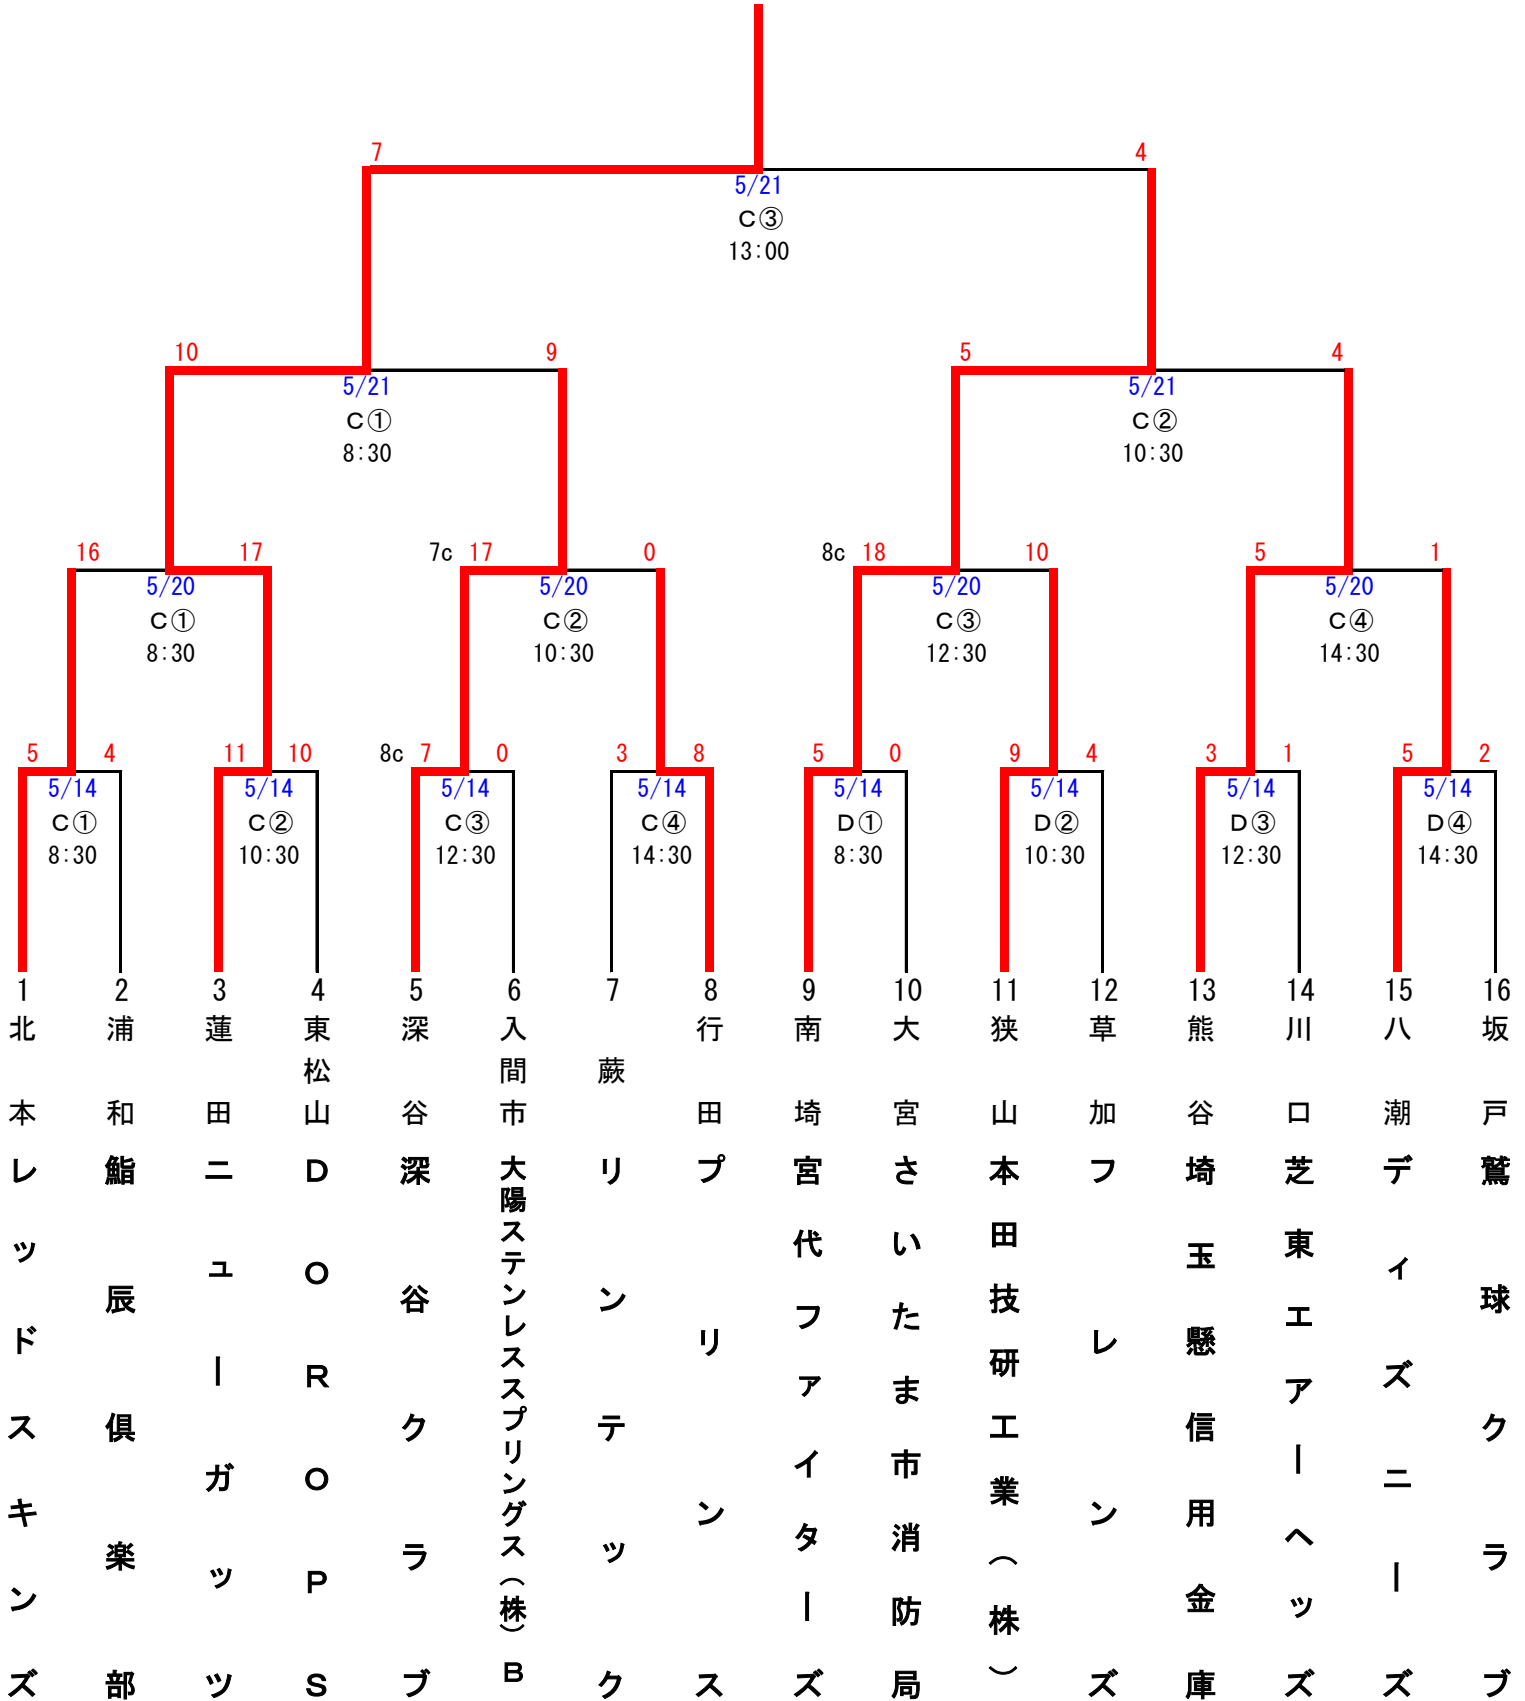 7 4
5/21
C③
13:00
10 9 5 4
5/21 5/21
C① C②
8:30 10:30
16 17 7c 17 0 8c 18 10 5 1
5/20 5/20 5/20 5/20
C① C② C③ C④
8:30 10:30 12:30 14:30
5 4 11 10 8c 7 0 3 8 5 0 9 4 3 1 5 2
5/14 5/14 5/14 5/14 5/14 5/14 5/14 5/14
C① C② C③ C④ D① D② D③ D④
8:30 10:30 12:30 14:30 8:30 10:30 12:30 14:30
1 北本 レッドスキンズ
2 浦和 鮨辰倶楽部
3 蓮田 ニューガッツ
4 東松山 DOROPS
5 深谷 深谷クラブ
6 入間市 大陽ステンレススプリングス(株)B
7 蕨 リンテック
8 行田 プリンス
9 南埼 宮代ファイターズ
10 大宮 さいたま市消防局
11 狭山 本田技研工業(株)
12 草加 フレンズ
13 熊谷 埼玉懸信用金庫
14 川口 芝東エアーヘッズ
15 八潮 ディズニーズ
16 坂戸 鷲球クラブ